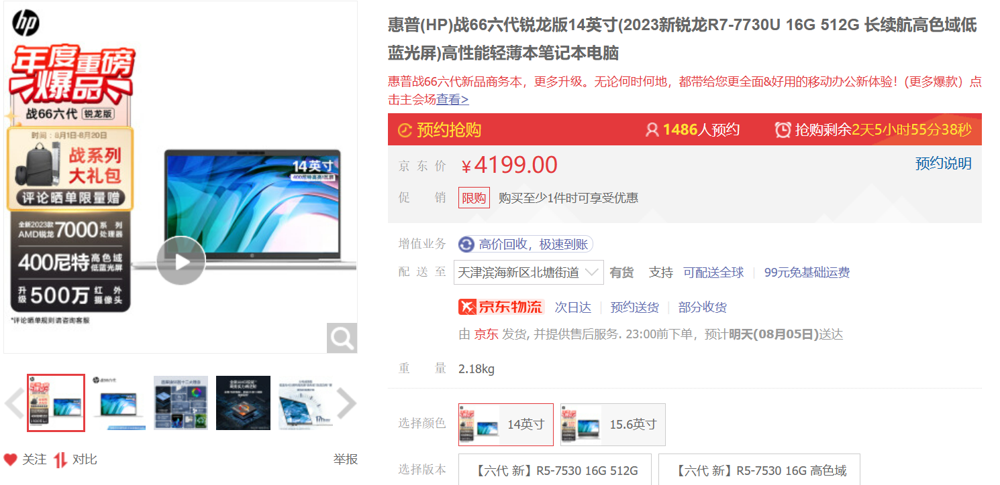 hp
年度重磅
爆品
战66六代 锐龙版
时间：8月1日-8月20日
战系列
大礼包
评论晒单限量赠
全新2023款
AMD锐龙 7000 系列处理器
400尼特 高色域低蓝光屏
升级 500万 红外摄像头
*评论晒单规则请咨询客服
14英寸
关注 对比 举报
惠普(HP)战66六代锐龙版14英寸(2023新锐龙R7-7730U 16G 512G 长续航高色域低
蓝光屏)高性能轻薄本笔记本电脑
惠普战66六代新品商务本，更多升级。无论何时何地，都带给您更全面&好用的移动办公新体验！(更多爆款）点
击主会场查看>
预约抢购 1486人预约 抢购剩余2天5小时55分38秒
京东价 ￥4199.00 预约说明
促销 限购 购买至少1件时可享受优惠
增值业务 高价回收，极速到账
配送至 天津滨海新区北塘街道 有货 支持 可配送全球 99元免基础运费
京东物流 次日达 预约送货 部分收货
由 京东 发货, 并提供售后服务. 23:00前下单，预计明天(08月05日)送达
重量 2.18kg
选择颜色 14英寸 15.6英寸
选择版本 【六代 新】R5-7530 16G 512G 【六代 新】R5-7530 16G 高色域